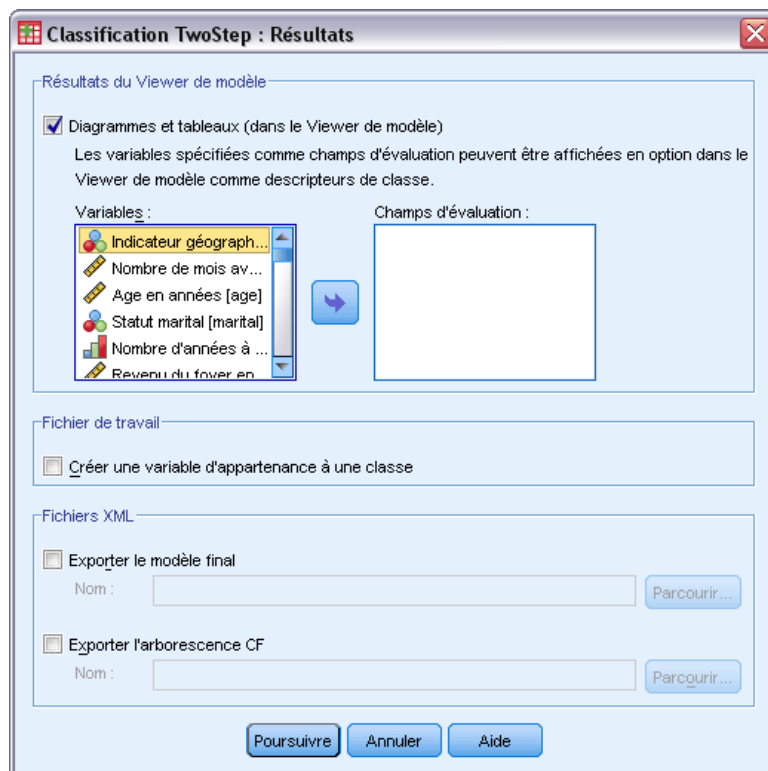 Classification TwoStep : Résultats
Résultats du Viewer de modèle
Diagrammes et tableaux (dans le Viewer de modèle)
Les variables spécifiées comme champs d'évaluation peuvent être affichées en option dans le
Viewer de modèle comme descripteurs de classe.
Variables :
Champs d'évaluation :
Indicateur géograph...
Nombre de mois av...
Age en années [age]
Statut marital [marital]
Nombre d'années à ...
Revenu du foyer en
Fichier de travail
Créer une variable d'appartenance à une classe
Fichiers XML
Exporter le modèle final
Nom :
Parcourir...
Exporter l'arborescence CF
Nom :
Parcourir...
Poursuivre
Annuler
Aide